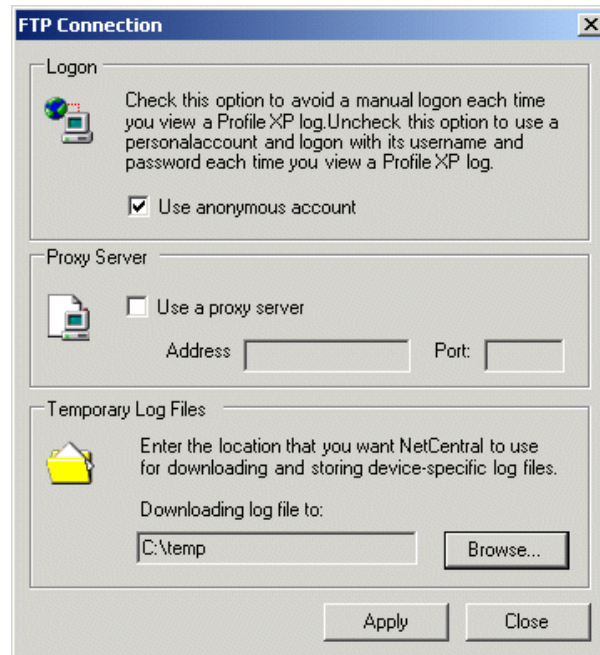 FTP Connection
Logon
Check this option to avoid a manual logon each time
you view a Profile XP log.Uncheck this option to use a
personalaccount and logon with its username and
password each time you view a Profile XP log.
Use anonymous account
Proxy Server
Use a proxy server
Address Port:
Temporary Log Files
Enter the location that you want NetCentral to use
for downloading and storing device-specific log files.
Downloading log file to:
C:\temp Browse...
Apply Close